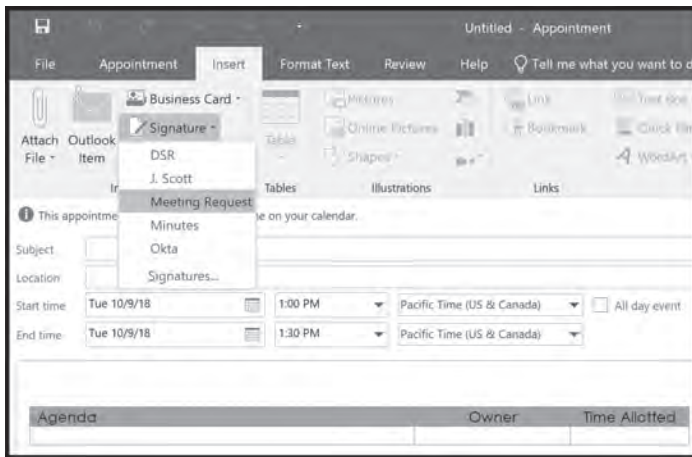 Untitled - Appointment
File Appointment Insert Format Text Review Help Tell me what you want to d
Business Card
Signature
Attach File
Outlook Item
DSR
J. Scott
Meeting Request
Minutes
Okta
Signatures...
Table
Pictures
Online Pictures
Shapes
Link
Bookmark
Text Box
WordArt
Tables Illustrations Links
This appointme e on your calendar.
Subject
Location
Start time Tue 10/9/18 1:00 PM Pacific Time (US & Canada) All day event
End time Tue 10/9/18 1:30 PM Pacific Time (US & Canada)
Agenda Owner Time Allotted